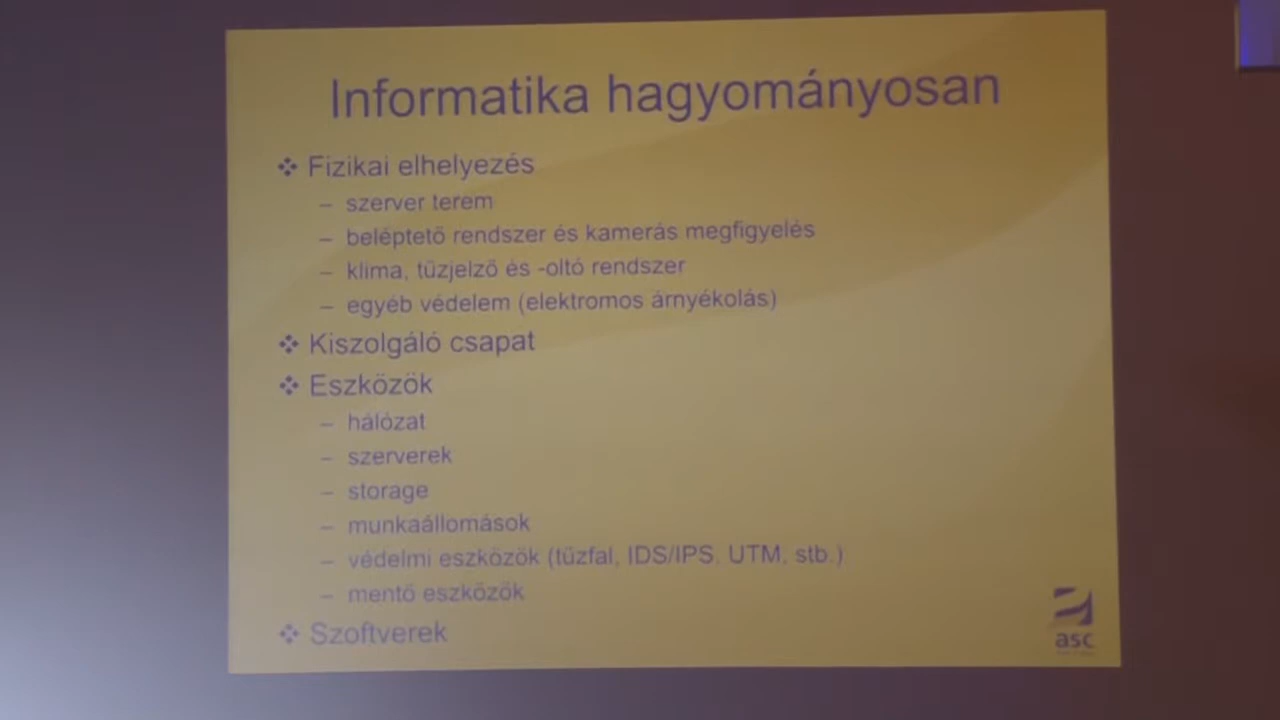 Informatika hagyományosan
❖ Fizikai elhelyezés
– szerver terem
– beléptető rendszer és kamerás megfigyelés
– klima, tűzjelző és -oltó rendszer
– egyéb védelem (elektromos árnyékolás)
❖ Kiszolgáló csapat
❖ Eszközök
– hálózat
– szerverek
– storage
– munkaállomások
– védelmi eszközök (tűzfal, IDS/IPS, UTM, stb.)
– mentő eszközök
❖ Szoftverek
asc